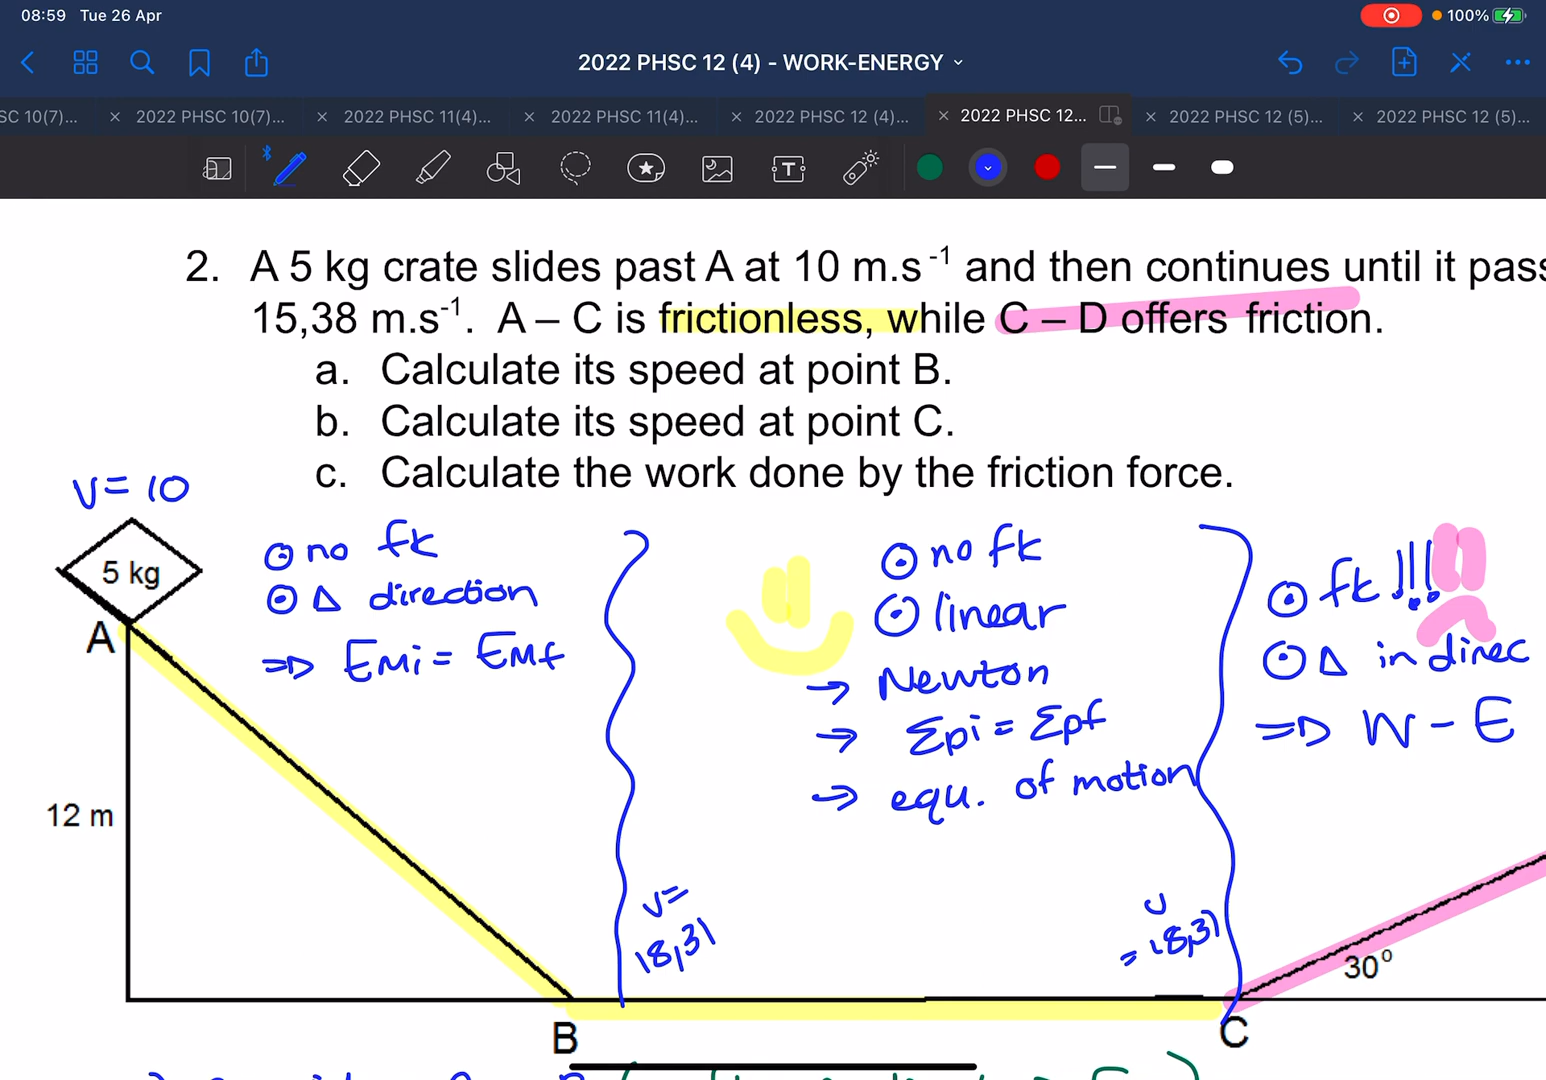 08:59 Tue 26 Apr
100%
2022 PHSC 12 (4) - WORK-ENERGY
SC 10(7)... × 2022 PHSC 10(7)... × 2022 PHSC 11(4)... × 2022 PHSC 11(4)... × 2022 PHSC 12 (4)... × 2022 PHSC 12... × 2022 PHSC 12 (5)... × 2022 PHSC 12 (5)...
2. A 5 kg crate slides past A at 10 m.s⁻¹ and then continues until it pass
15,38 m.s⁻¹. A – C is frictionless, while C – D offers friction.
a. Calculate its speed at point B.
b. Calculate its speed at point C.
c. Calculate the work done by the friction force.
v = 10
5 kg
A
12 m
⊙ no fk
⊙ Δ direction
⇒ EMi = EMf
⊙ no fk
⊙ linear
→ Newton
→ Σpi = Σpf
→ equ. of motion
⊙ fk !!!
⊙ Δ in direc
⇒ W – E
v =
18,31
v
= 18,31
30°
B
C